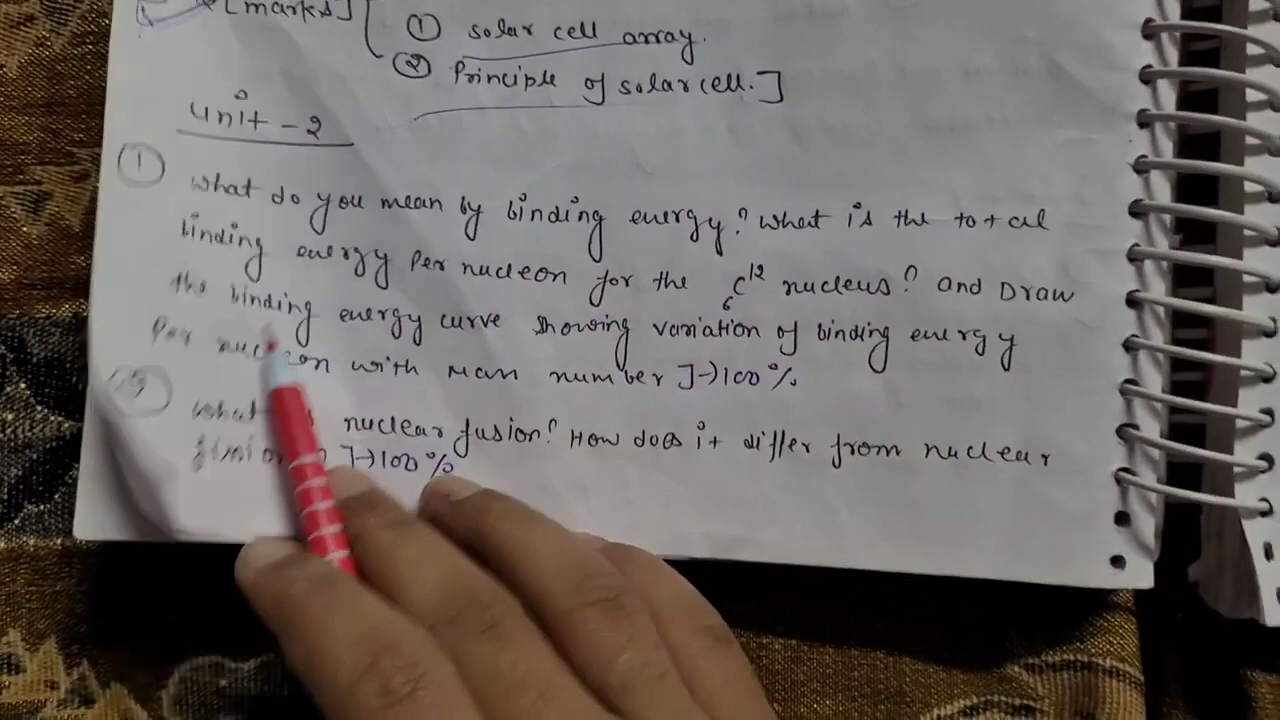 [marks]
① solar cell array.
② Principle of solar cell.]
Unit - 2
① What do you mean by binding energy? What is the total
binding energy per nucleon for the 6C12 nucleus? and Draw
the binding energy curve showing variation of binding energy
Per nucleon with man number ]→100%
What nuclear fusion? How does it differ from nuclear
]→100%